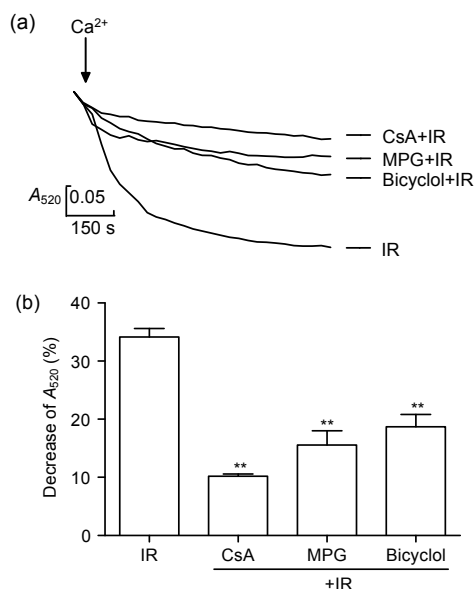 (a)
Ca²⁺
CsA+IR
MPG+IR
Bicyclol+IR
A₅₂₀ 0.05
150 s
IR
(b)
40
30
20
10
0
Decrease of A₅₂₀ (%)
**
**
**
IR CsA MPG Bicyclol
+IR